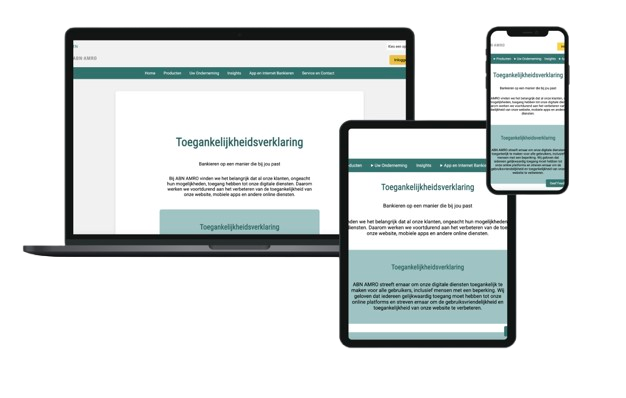 ABN AMRO
Home Producten Uw Onderneming Insights App en Internet Bankieren Service en Contact
Toegankelijkheidsverklaring
Bankieren op een manier die bij jou past
Bij ABN AMRO vinden we het belangrijk dat al onze klanten, ongeacht
hun mogelijkheden, toegang hebben tot onze digitale diensten. Daarom
werken we voortdurend aan het verbeteren van de toegankelijkheid van
onze website, mobiele apps en andere online diensten.
Toegankelijkheidsverklaring
Uw Onderneming Insights App en Internet Bankie
Toegankelijkheidsverklaring
Bankieren op een manier die bij jou past
nden we het belangrijk dat al onze klanten, ongeacht hun mogelijkheden
diensten. Daarom werken we voortdurend aan het verbeteren van de toe
onze website, mobiele apps en andere online diensten.
Toegankelijkheidsverklaring
ABN AMRO streeft ernaar om onze digitale diensten toegankelijk te
maken voor alle gebruikers, inclusief mensen met een beperking. Wij
geloven dat iedereen gelijkwaardig toegang moet hebben tot onze
online platforms en streven ernaar om de gebruiksvriendelijkheid en
toegankelijkheid van onze website te verbeteren.
AMRO
Producten Uw Onderneming Insights
Toegankelijkheidsverklaring
Bankieren op een manier die bij jou past
Toegankelijkheidsverklaring